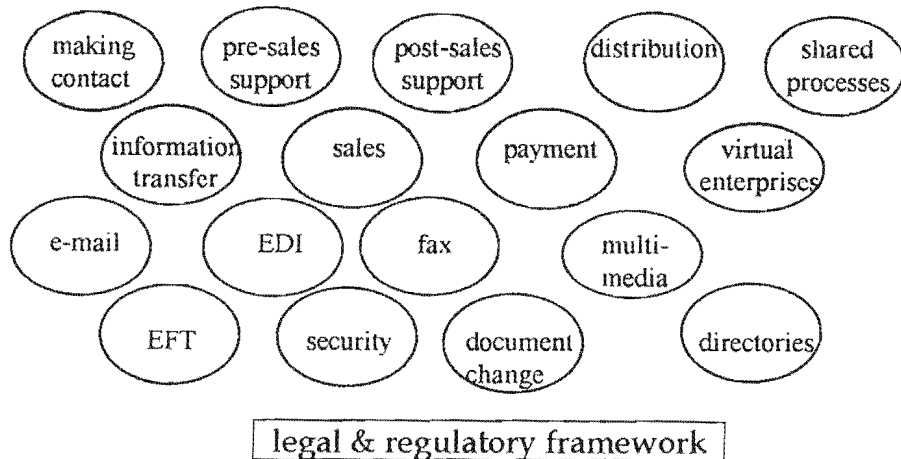 making
contact
pre-sales
support
post-sales
support
distribution
shared
processes
information
transfer
sales
payment
virtual
enterprises
e-mail
EDI
fax
multi-
media
EFT
security
document
change
directories
legal & regulatory framework